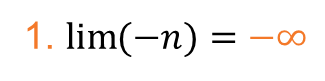 1. lim(−n) = −∞